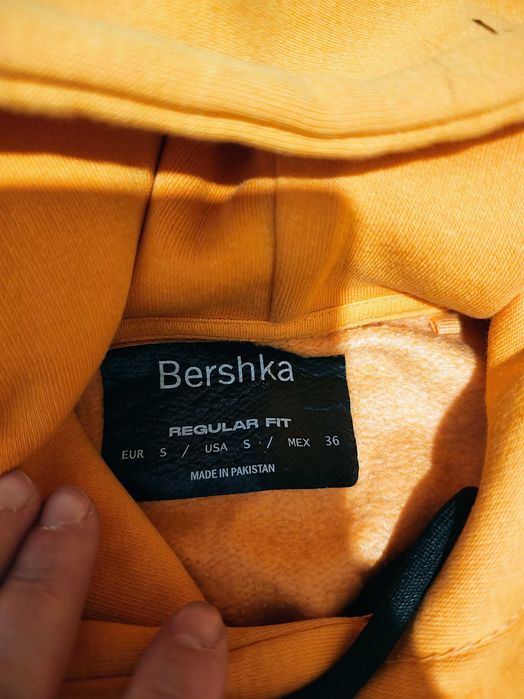 Bershka
REGULAR FIT
EUR S / USA S / MEX 36
MADE IN PAKISTAN